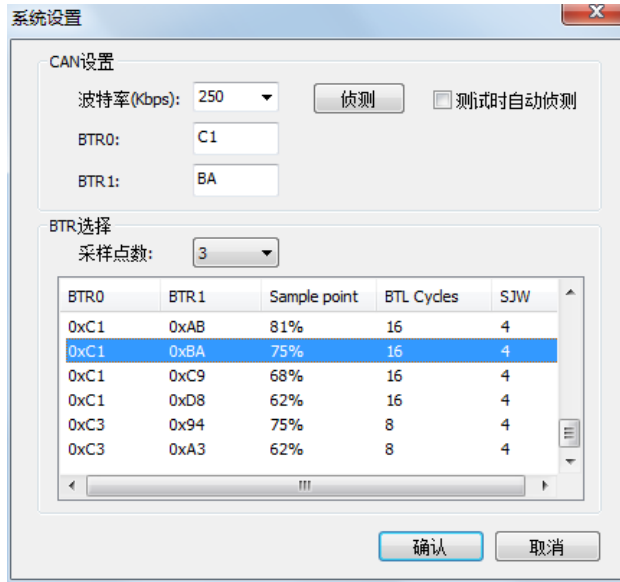 系统设置
CAN设置
波特率(Kbps): 250 侦测 测试时自动侦测
BTR0: C1
BTR1: BA
BTR选择
采样点数: 3
BTR0 BTR1 Sample point BTL Cycles SJW
0xC1 0xAB 81% 16 4
0xC1 0xBA 75% 16 4
0xC1 0xC9 68% 16 4
0xC1 0xD8 62% 16 4
0xC3 0x94 75% 8 4
0xC3 0xA3 62% 8 4
确认 取消